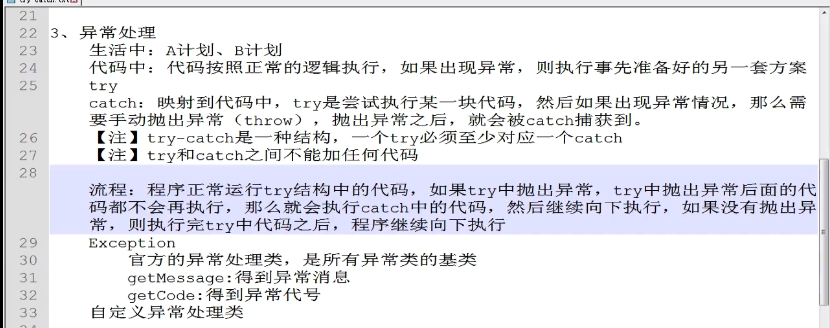 21
22 3、异常处理
23 生活中：A计划、B计划
24 代码中：代码按照正常的逻辑执行，如果出现异常，则执行事先准备好的另一套方案
25 try
catch：映射到代码中，try是尝试执行某一块代码，然后如果出现异常情况，那么需
要手动抛出异常（throw），抛出异常之后，就会被catch捕获到。
26 【注】try-catch是一种结构，一个try必须至少对应一个catch
27 【注】try和catch之间不能加任何代码
28
流程：程序正常运行try结构中的代码，如果try中抛出异常，try中抛出异常后面的代
码都不会再执行，那么就会执行catch中的代码，然后继续向下执行，如果没有抛出异
常，则执行完try中代码之后，程序继续向下执行
29 Exception
30 官方的异常处理类，是所有异常类的基类
31 getMessage:得到异常消息
32 getCode:得到异常代号
33 自定义异常处理类